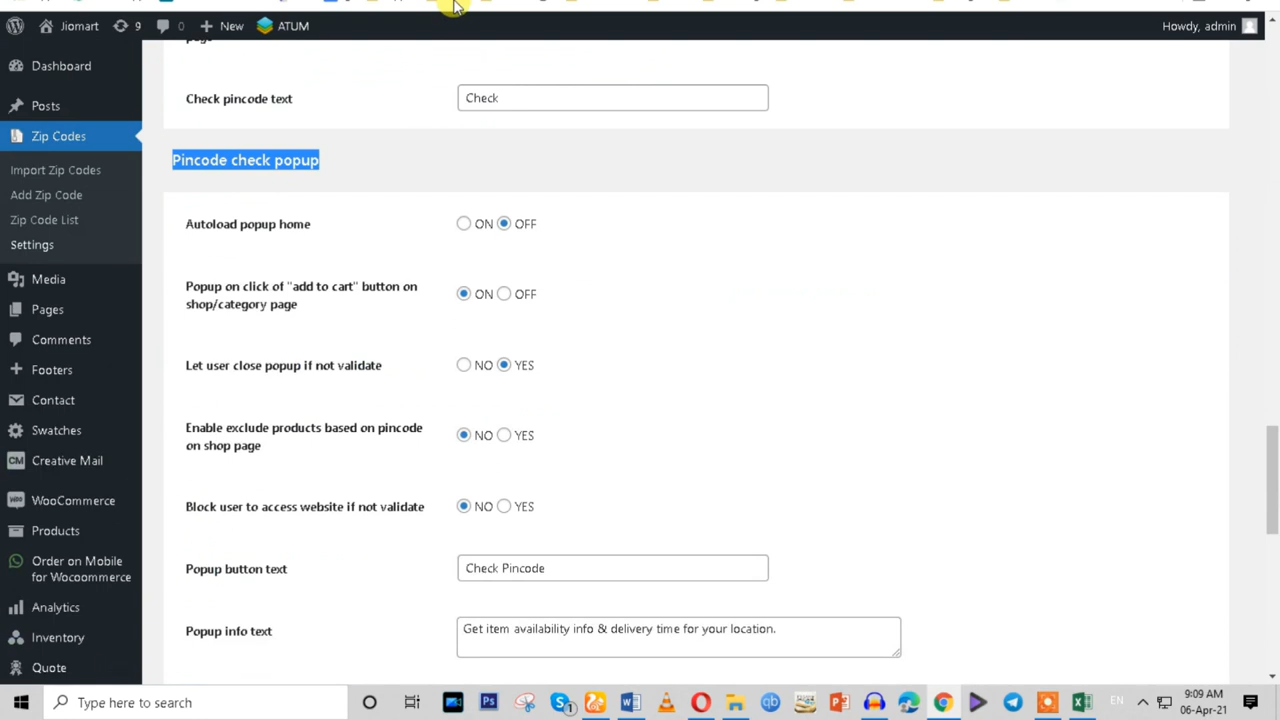 Jiomart 9 0 New ATUM Howdy, admin
Dashboard
Posts
Zip Codes
Import Zip Codes
Add Zip Code
Zip Code List
Settings
Media
Pages
Comments
Footers
Contact
Swatches
CM Creative Mail
WooCommerce
Products
Order on Mobile
for Wocoommerce
Analytics
Inventory
Quote
page
Check pincode text Check
Pincode check popup
Autoload popup home ON OFF
Popup on click of "add to cart" button on
shop/category page ON OFF
Let user close popup if not validate NO YES
Enable exclude products based on pincode
on shop page NO YES
Block user to access website if not validate NO YES
Popup button text Check Pincode
Popup info text Get item availability info & delivery time for your location.
Type here to search
EN
9:09 AM
06-Apr-21